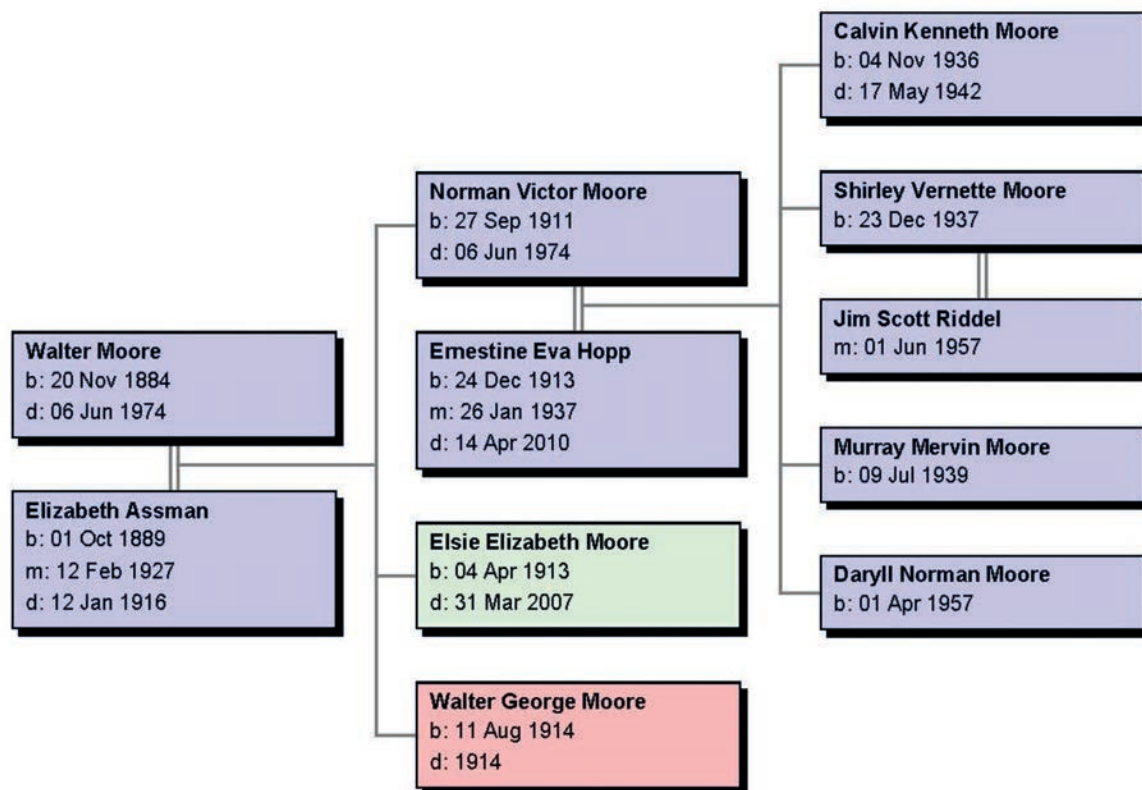 Walter Moore
b: 20 Nov 1884
d: 06 Jun 1974
Elizabeth Assman
b: 01 Oct 1889
m: 12 Feb 1927
d: 12 Jan 1916
Norman Victor Moore
b: 27 Sep 1911
d: 06 Jun 1974
Ernestine Eva Hopp
b: 24 Dec 1913
m: 26 Jan 1937
d: 14 Apr 2010
Elsie Elizabeth Moore
b: 04 Apr 1913
d: 31 Mar 2007
Walter George Moore
b: 11 Aug 1914
d: 1914
Calvin Kenneth Moore
b: 04 Nov 1936
d: 17 May 1942
Shirley Vernette Moore
b: 23 Dec 1937
Jim Scott Riddel
m: 01 Jun 1957
Murray Mervin Moore
b: 09 Jul 1939
Daryll Norman Moore
b: 01 Apr 1957